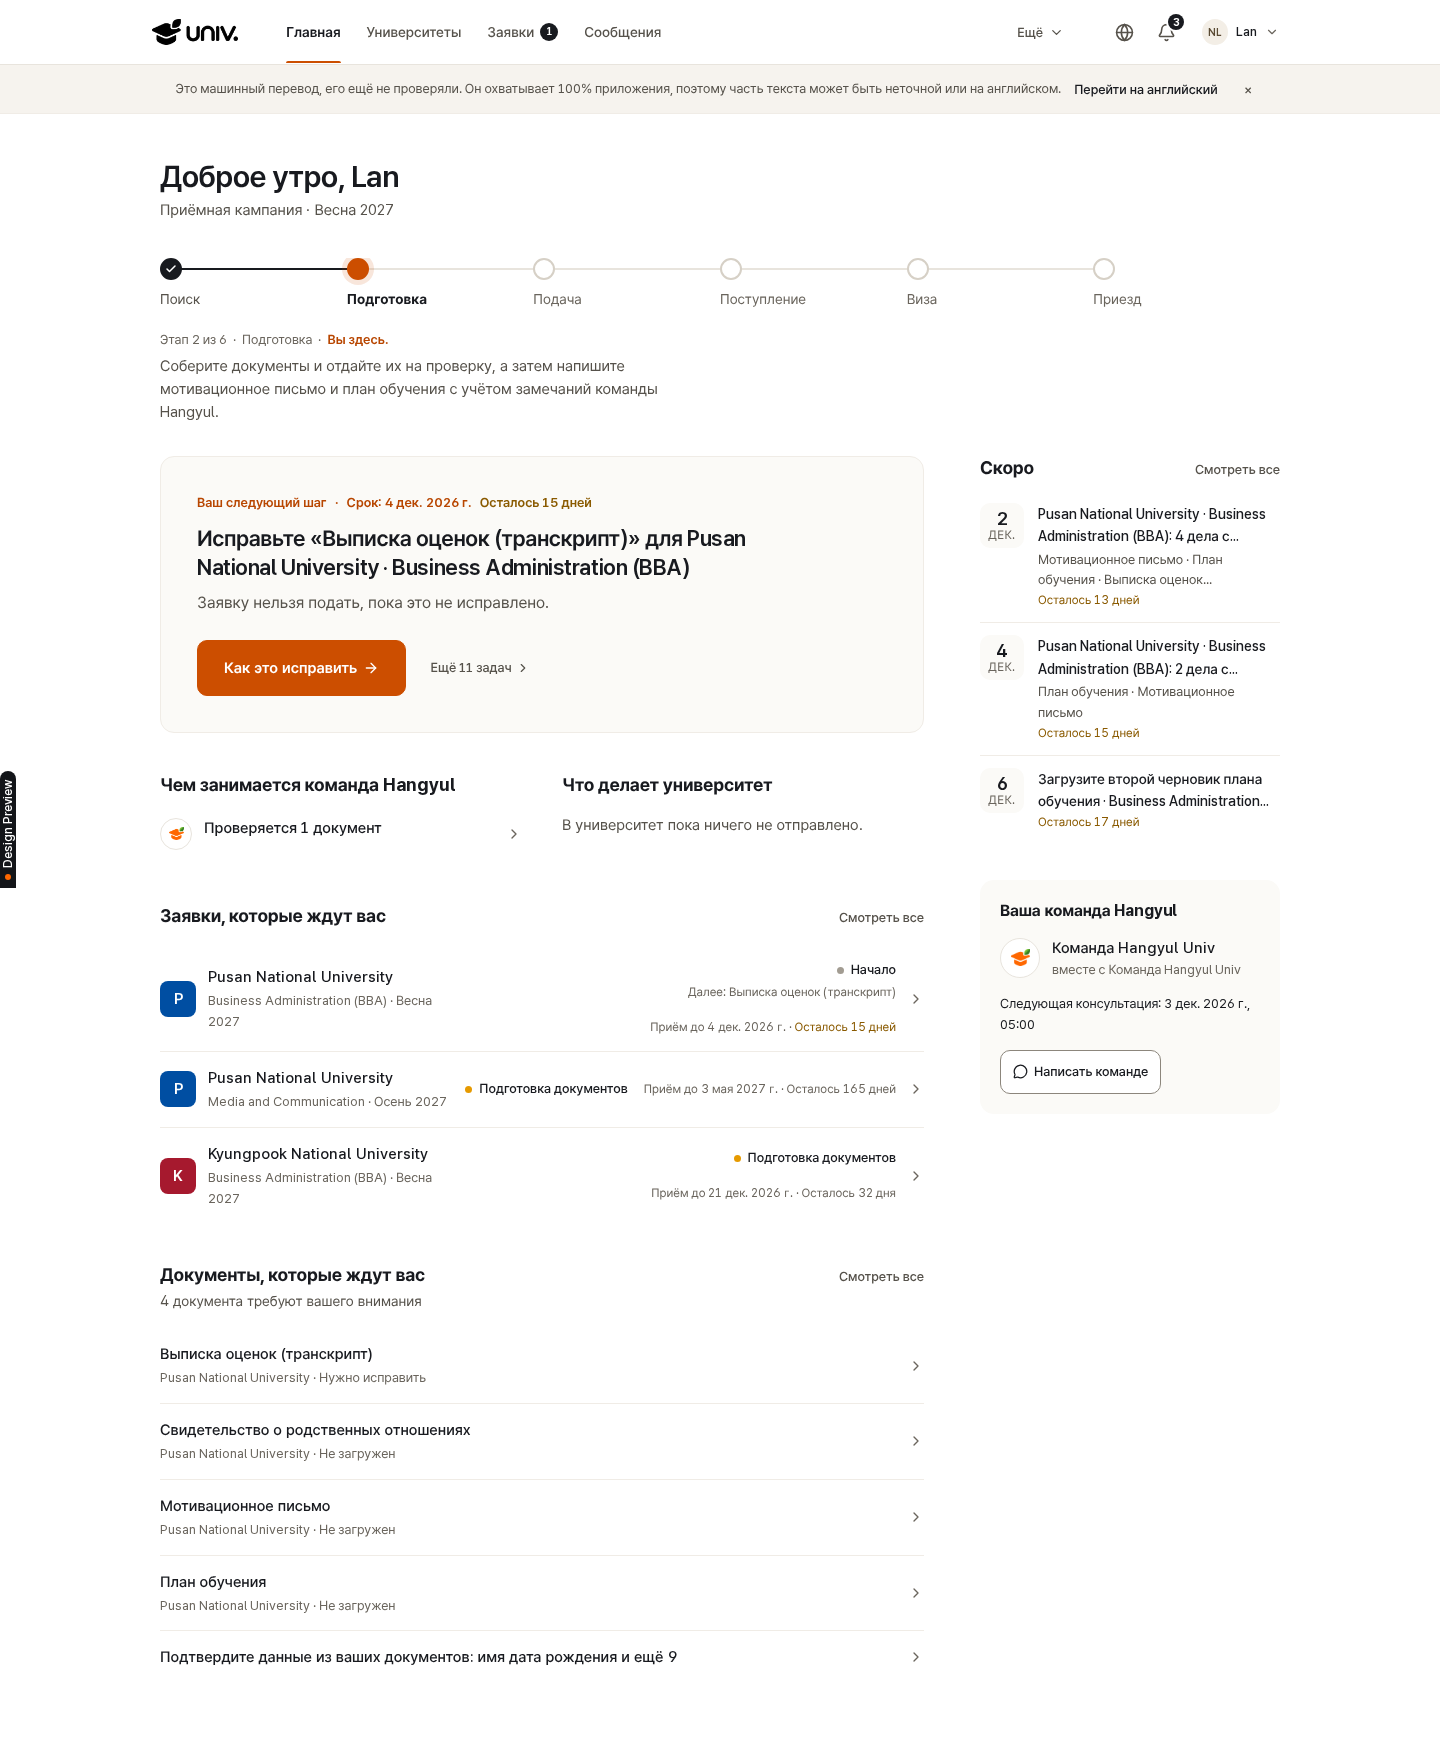 univ.
Главная
Университеты
Заявки 1
Сообщения
Ещё
3
NL Lan
Это машинный перевод, его ещё не проверяли. Он охватывает 100% приложения, поэтому часть текста может быть неточной или на английском. Перейти на английский ×
Доброе утро, Lan
Приёмная кампания · Весна 2027
Поиск
Подготовка
Подача
Поступление
Виза
Приезд
Этап 2 из 6 · Подготовка · Вы здесь.
Соберите документы и отдайте их на проверку, а затем напишите
мотивационное письмо и план обучения с учётом замечаний команды
Hangyul.
Ваш следующий шаг · Срок: 4 дек. 2026 г. Осталось 15 дней
Исправьте «Выписка оценок (транскрипт)» для Pusan
National University · Business Administration (BBA)
Заявку нельзя подать, пока это не исправлено.
Как это исправить
Ещё 11 задач
Чем занимается команда Hangyul
Проверяется 1 документ
Что делает университет
В университет пока ничего не отправлено.
Заявки, которые ждут вас
Смотреть все
P
Pusan National University
Business Administration (BBA) · Весна
2027
Начало
Далее: Выписка оценок (транскрипт)
Приём до 4 дек. 2026 г. · Осталось 15 дней
P
Pusan National University
Media and Communication · Осень 2027
Подготовка документов
Приём до 3 мая 2027 г. · Осталось 165 дней
K
Kyungpook National University
Business Administration (BBA) · Весна
2027
Подготовка документов
Приём до 21 дек. 2026 г. · Осталось 32 дня
Документы, которые ждут вас
Смотреть все
4 документа требуют вашего внимания
Выписка оценок (транскрипт)
Pusan National University · Нужно исправить
Свидетельство о родственных отношениях
Pusan National University · Не загружен
Мотивационное письмо
Pusan National University · Не загружен
План обучения
Pusan National University · Не загружен
Подтвердите данные из ваших документов: имя дата рождения и ещё 9
Скоро
Смотреть все
2
ДЕК.
Pusan National University · Business
Administration (BBA): 4 дела с...
Мотивационное письмо · План
обучения · Выписка оценок...
Осталось 13 дней
4
ДЕК.
Pusan National University · Business
Administration (BBA): 2 дела с...
План обучения · Мотивационное
письмо
Осталось 15 дней
6
ДЕК.
Загрузите второй черновик плана
обучения · Business Administration...
Осталось 17 дней
Ваша команда Hangyul
Команда Hangyul Univ
вместе с Команда Hangyul Univ
Следующая консультация: 3 дек. 2026 г.,
05:00
Написать команде
Design Preview